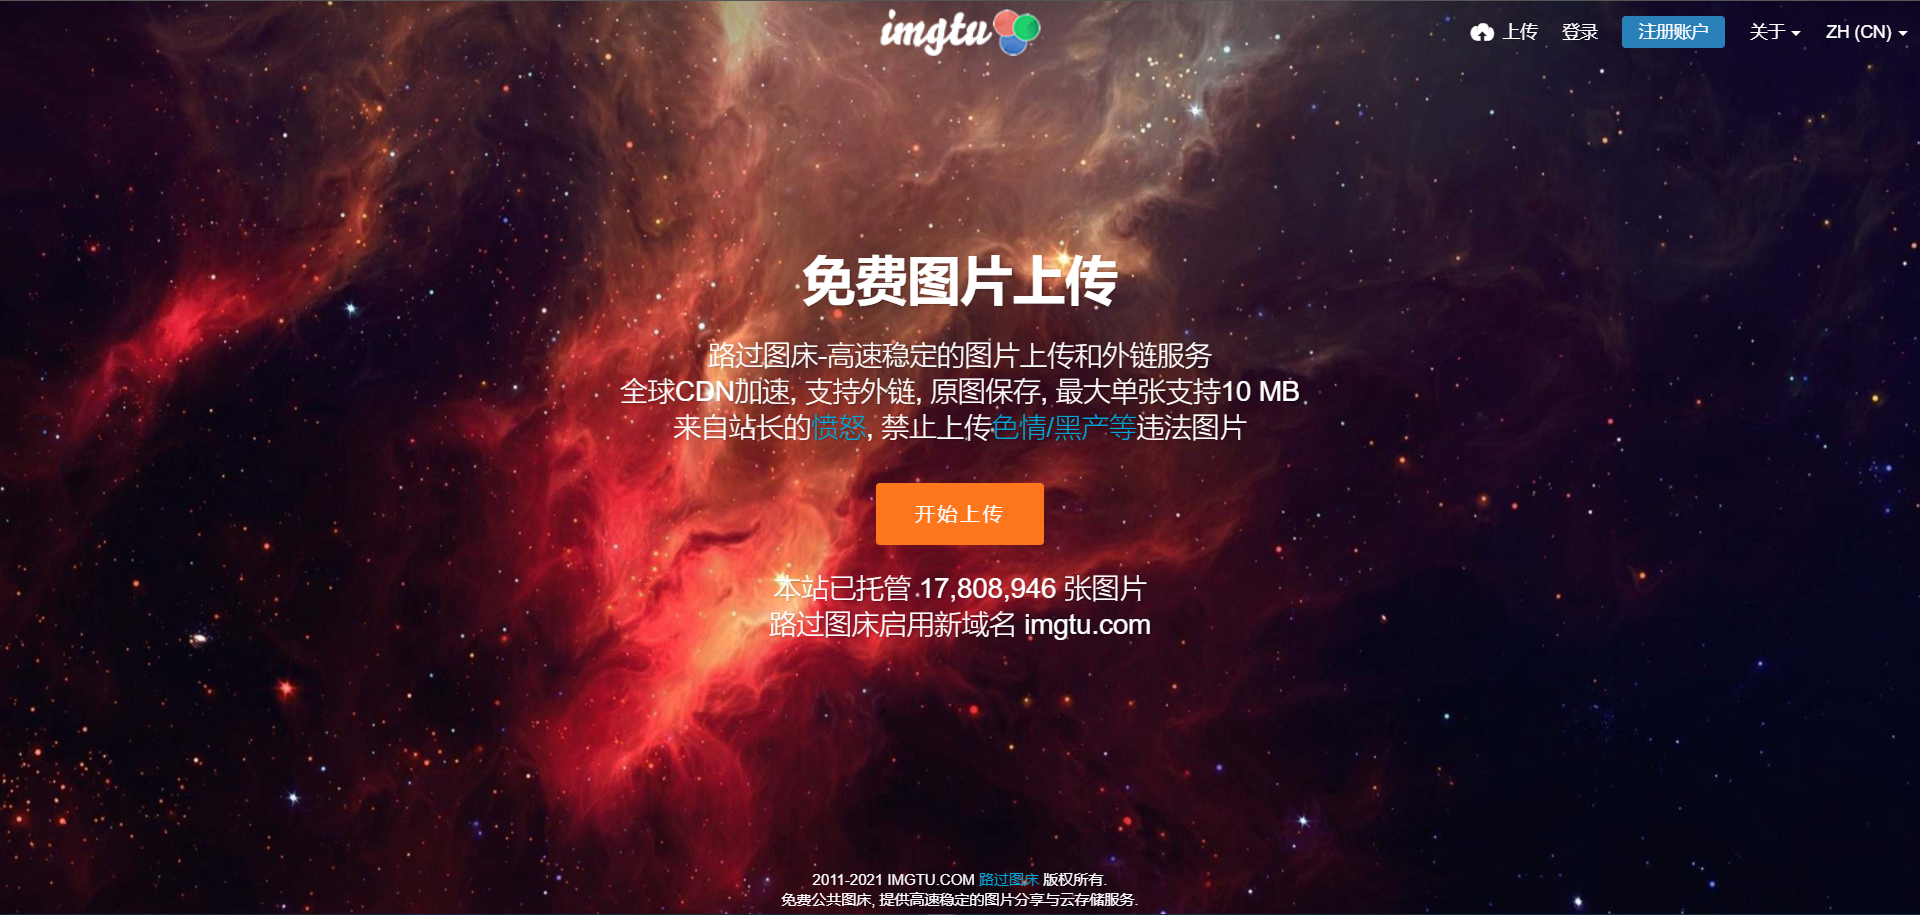 imgtu
上传 登录 注册账户 关于 ZH (CN)
免费图片上传
路过图床-高速稳定的图片上传和外链服务
全球CDN加速, 支持外链, 原图保存, 最大单张支持10 MB
来自站长的愤怒, 禁止上传色情/黑产等违法图片
开始上传
本站已托管 17,808,946 张图片
路过图床启用新域名 imgtu.com
2011-2021 IMGTU.COM 路过图床 版权所有.
免费公共图床, 提供高速稳定的图片分享与云存储服务.